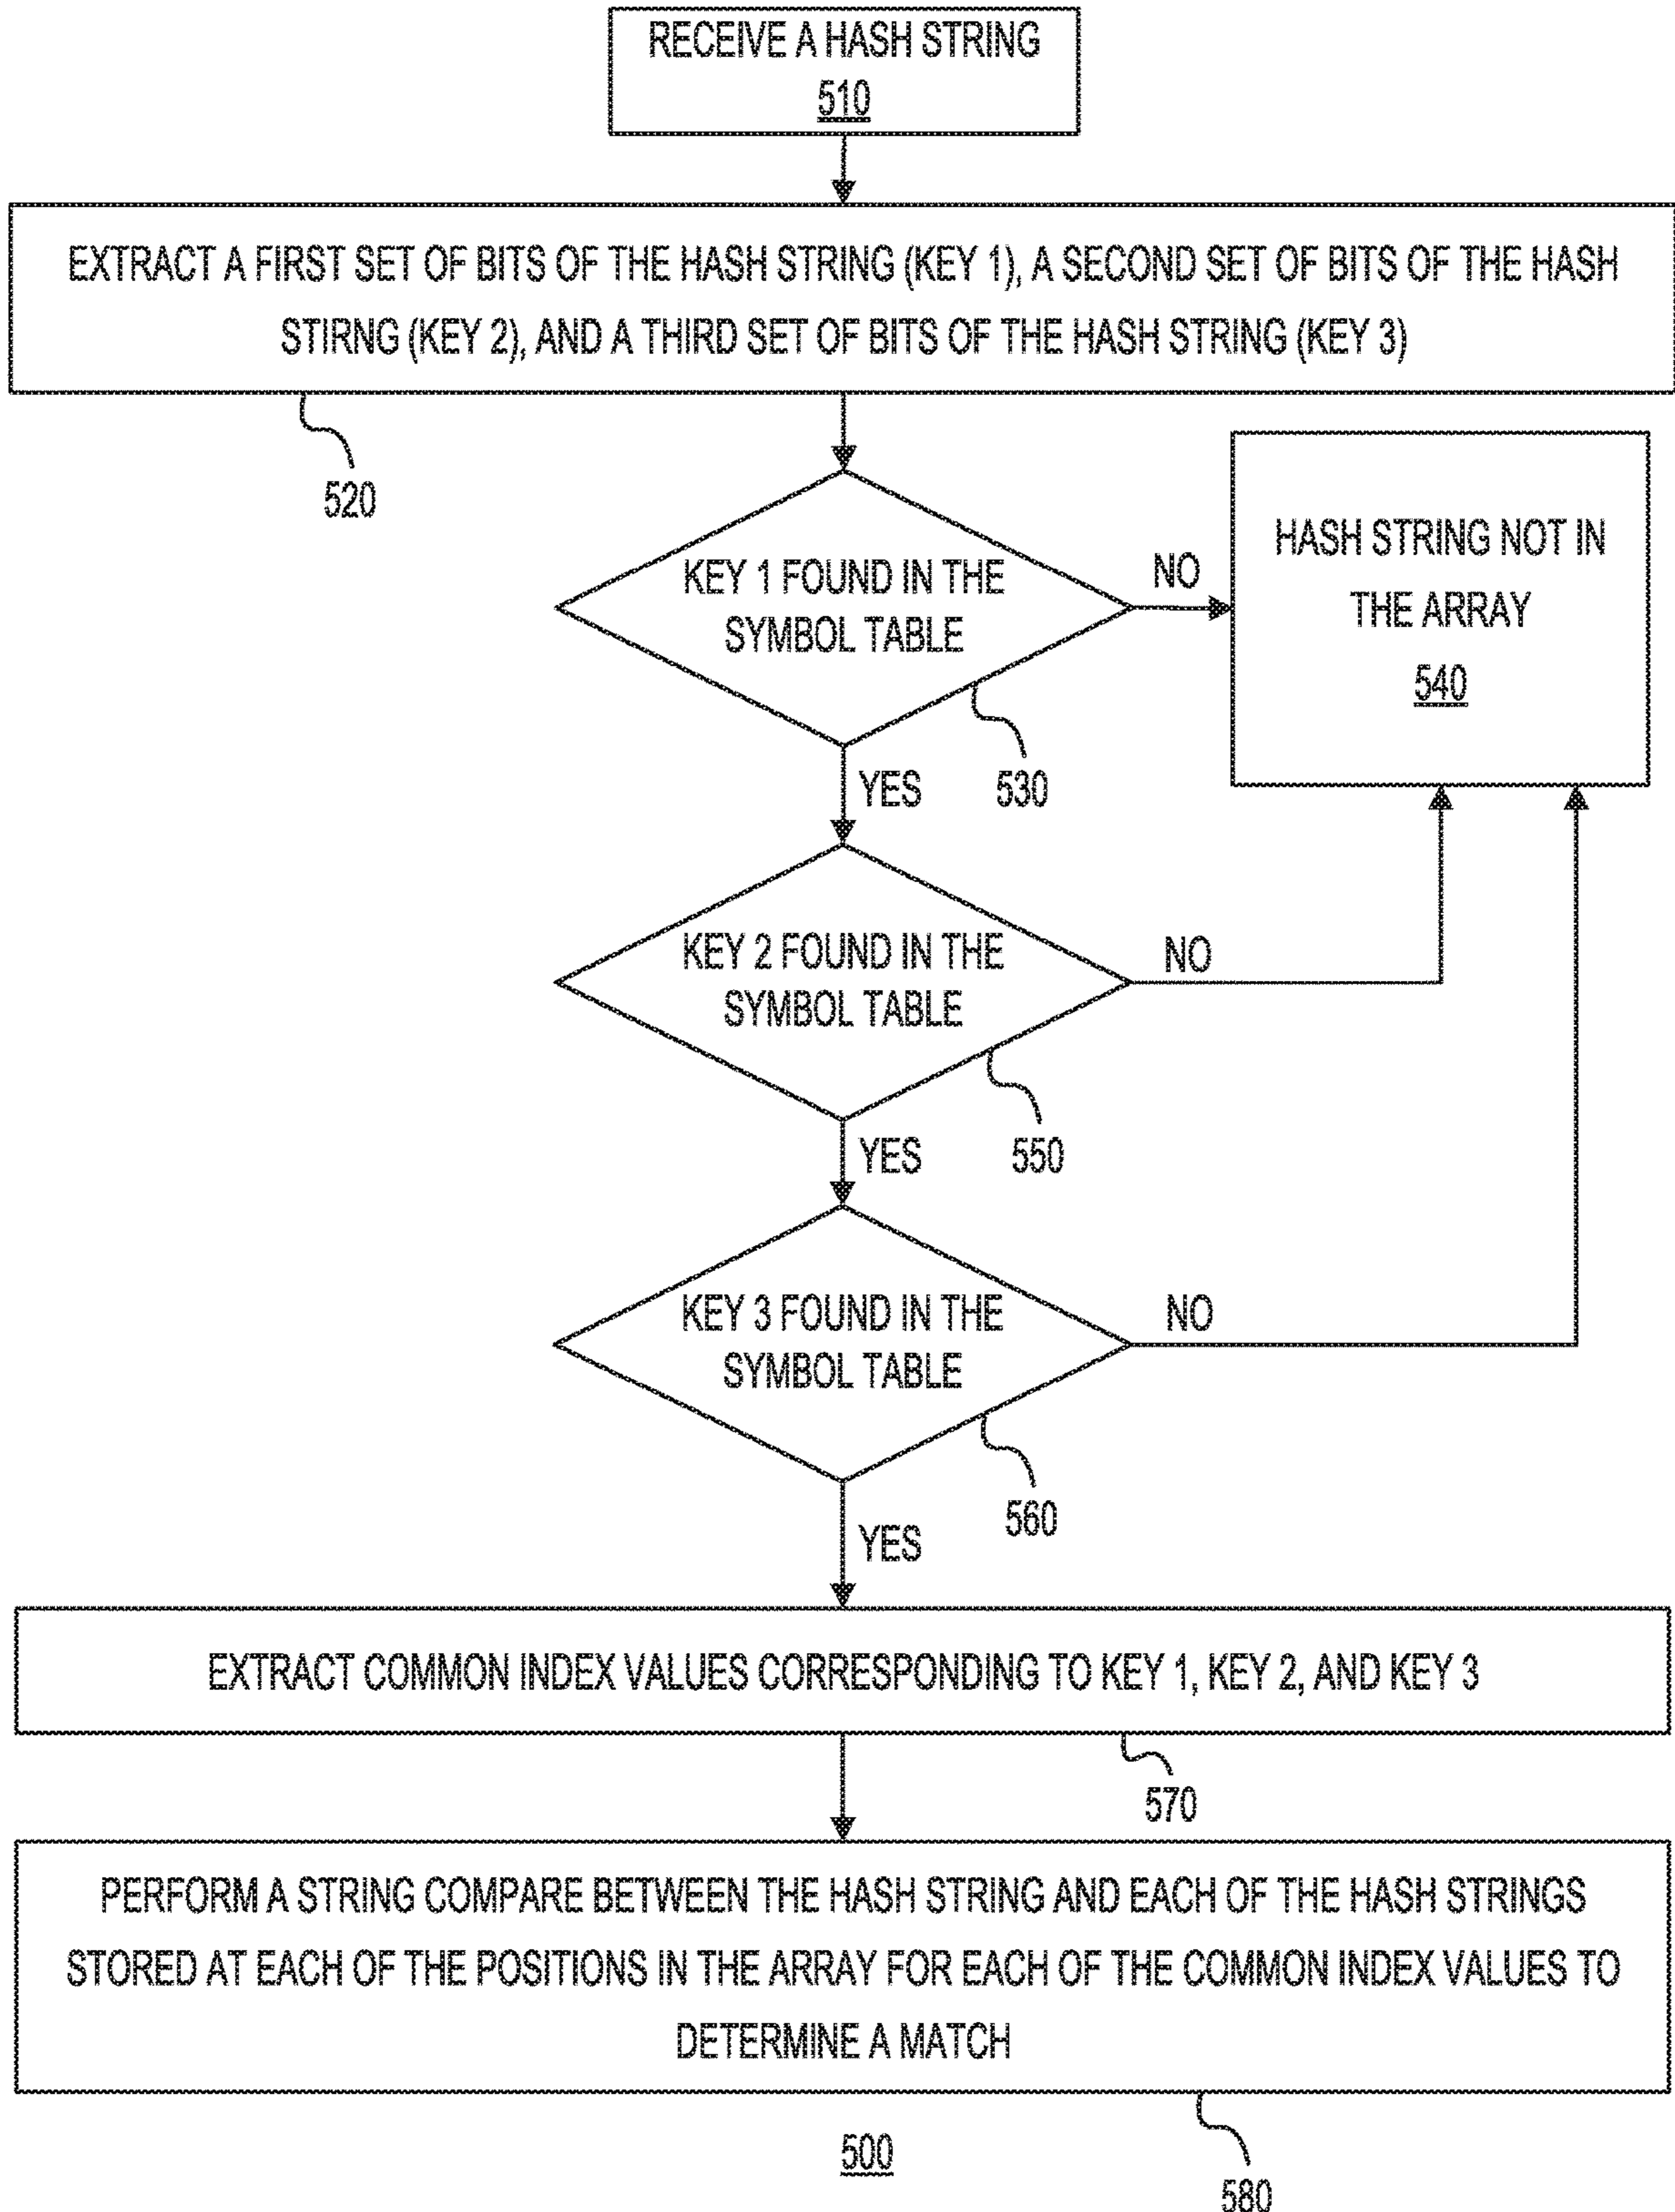 RECEIVE A HASH STRING
510
EXTRACT A FIRST SET OF BITS OF THE HASH STRING (KEY 1), A SECOND SET OF BITS OF THE HASH
STIRNG (KEY 2), AND A THIRD SET OF BITS OF THE HASH STRING (KEY 3)
520
KEY 1 FOUND IN THE
SYMBOL TABLE
NO
HASH STRING NOT IN
THE ARRAY
540
530
YES
KEY 2 FOUND IN THE
SYMBOL TABLE
NO
550
YES
KEY 3 FOUND IN THE
SYMBOL TABLE
NO
560
YES
EXTRACT COMMON INDEX VALUES CORRESPONDING TO KEY 1, KEY 2, AND KEY 3
570
PERFORM A STRING COMPARE BETWEEN THE HASH STRING AND EACH OF THE HASH STRINGS
STORED AT EACH OF THE POSITIONS IN THE ARRAY FOR EACH OF THE COMMON INDEX VALUES TO
DETERMINE A MATCH
500
580